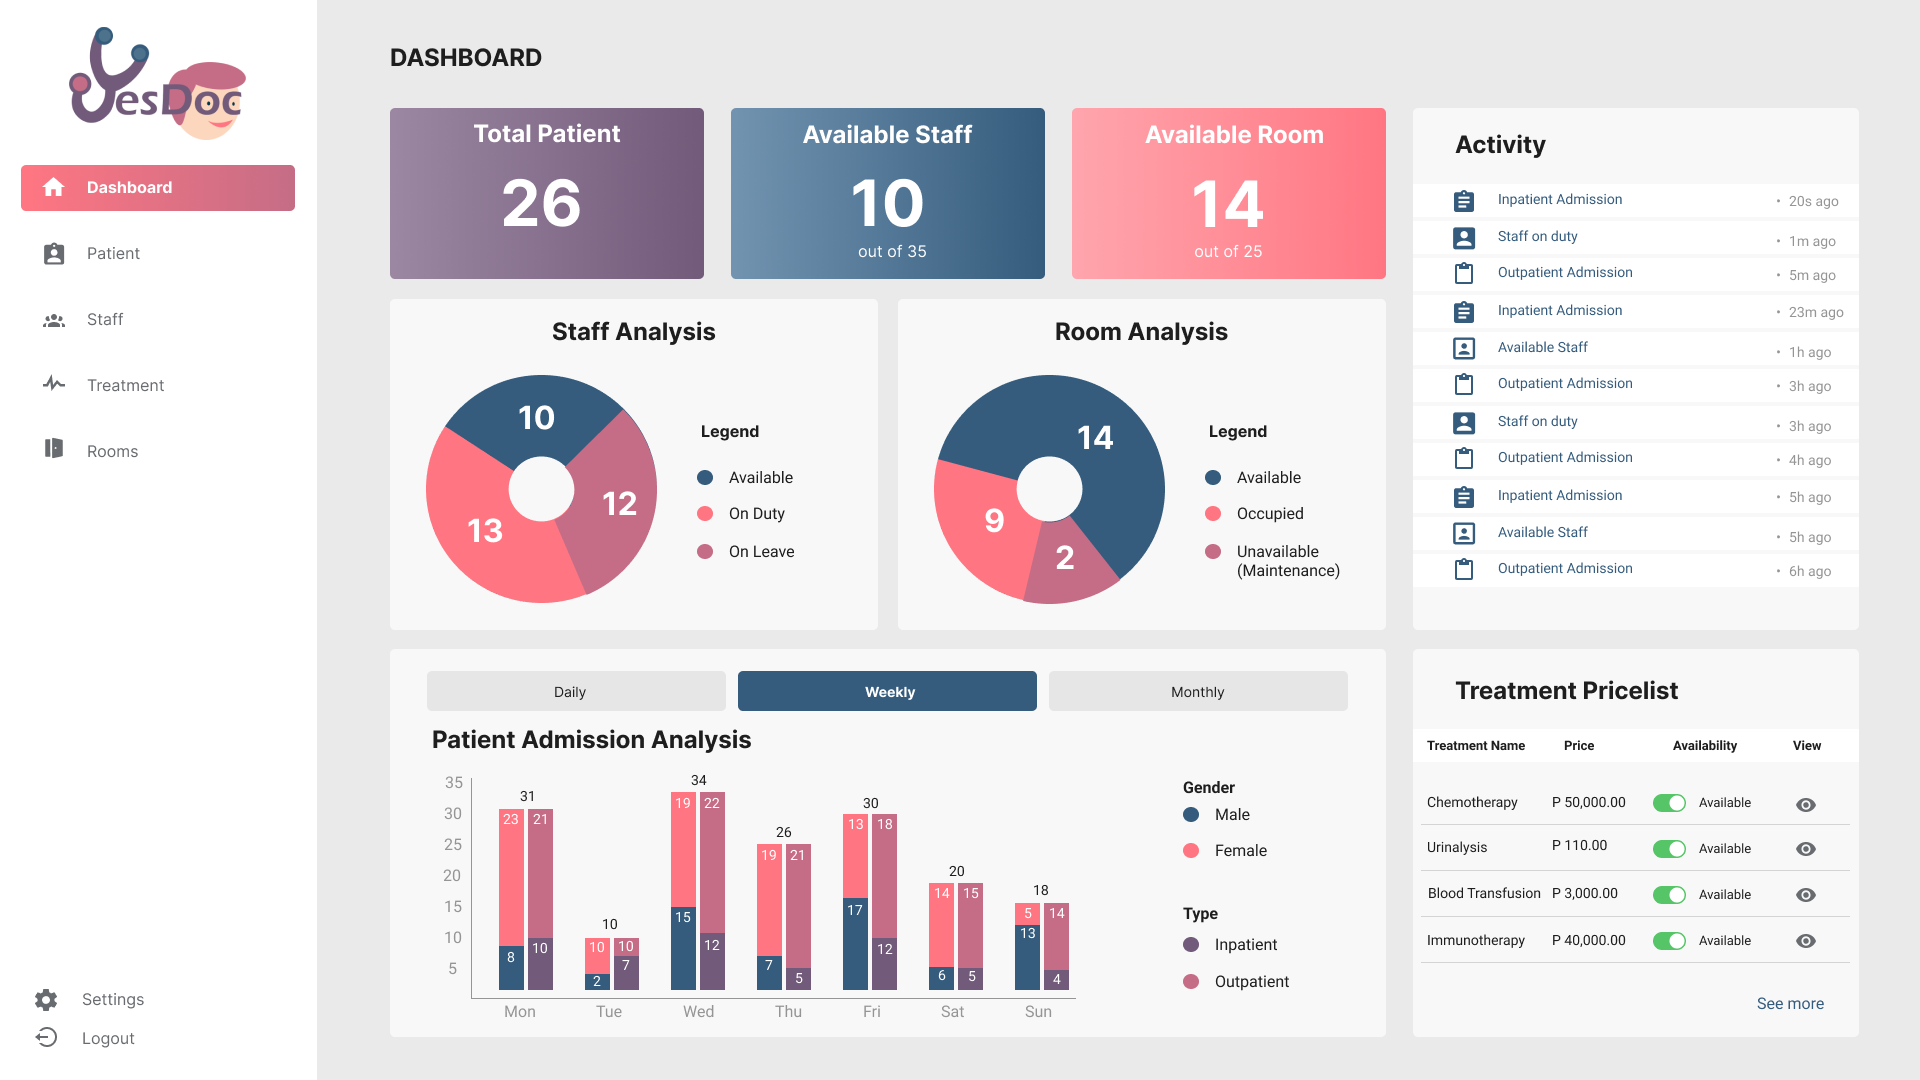 YesDoc
Dashboard
Patient
Staff
Treatment
Rooms
Settings
Logout
DASHBOARD
Total Patient
26
Available Staff
10
out of 35
Available Room
14
out of 25
Staff Analysis
10
12
13
Legend
Available
On Duty
On Leave
Room Analysis
14
9
2
Legend
Available
Occupied
Unavailable
(Maintenance)
Activity
Inpatient Admission • 20s ago
Staff on duty • 1m ago
Outpatient Admission • 5m ago
Inpatient Admission • 23m ago
Available Staff • 1h ago
Outpatient Admission • 3h ago
Staff on duty • 3h ago
Outpatient Admission • 4h ago
Inpatient Admission • 5h ago
Available Staff • 5h ago
Outpatient Admission • 6h ago
Daily Weekly Monthly
Patient Admission Analysis
35
30
25
20
15
10
5
31
23 21
8 10
10
10 10
2 7
34
19 22
15 12
26
19 21
7 5
30
13 18
17 12
20
14 15
6 5
18
5 14
13 4
Mon Tue Wed Thu Fri Sat Sun
Gender
Male
Female
Type
Inpatient
Outpatient
Treatment Pricelist
Treatment Name Price Availability View
Chemotherapy P 50,000.00 Available
Urinalysis P 110.00 Available
Blood Transfusion P 3,000.00 Available
Immunotherapy P 40,000.00 Available
See more